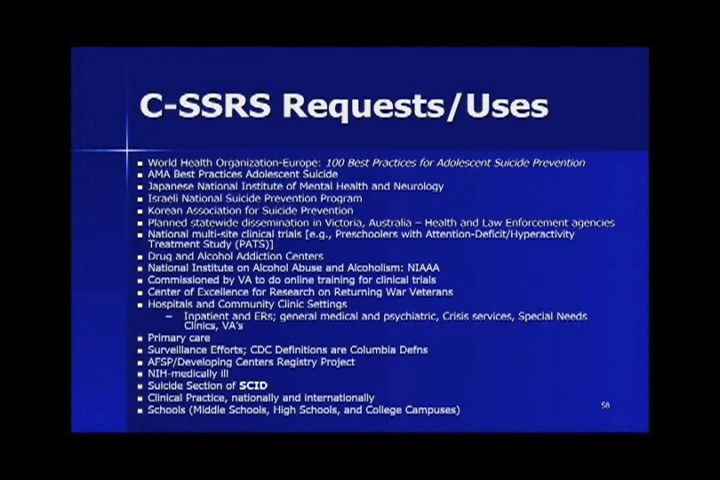 C-SSRS Requests/Uses
World Health Organization-Europe: 100 Best Practices for Adolescent Suicide Prevention
AMA Best Practices Adolescent Suicide
Japanese National Institute of Mental Health and Neurology
Israeli National Suicide Prevention Program
Korean Association for Suicide Prevention
Planned statewide dissemination in Victoria, Australia – Health and Law Enforcement agencies
National multi-site clinical trials [e.g., Preschoolers with Attention-Deficit/Hyperactivity
Treatment Study (PATS)]
Drug and Alcohol Addiction Centers
National Institute on Alcohol Abuse and Alcoholism: NIAAA
Commissioned by VA to do online training for clinical trials
Center of Excellence for Research on Returning War Veterans
Hospitals and Community Clinic Settings
– Inpatient and ERs; general medical and psychiatric, Crisis services, Special Needs
Clinics, VA's
Primary care
Surveillance Efforts; CDC Definitions are Columbia Defns
AFSP/Developing Centers Registry Project
NIH-medically ill
Suicide Section of SCID
Clinical Practice, nationally and internationally
Schools (Middle Schools, High Schools, and College Campuses)
58